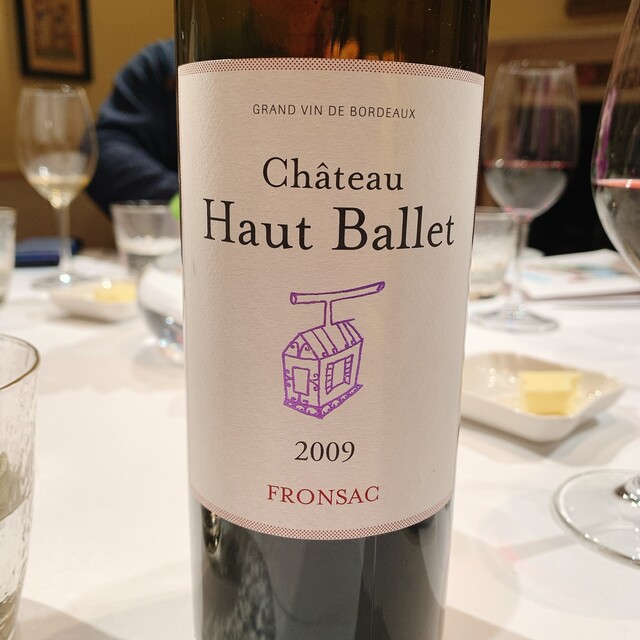 GRAND VIN DE BORDEAUX
Château
Haut Ballet
2009
FRONSAC